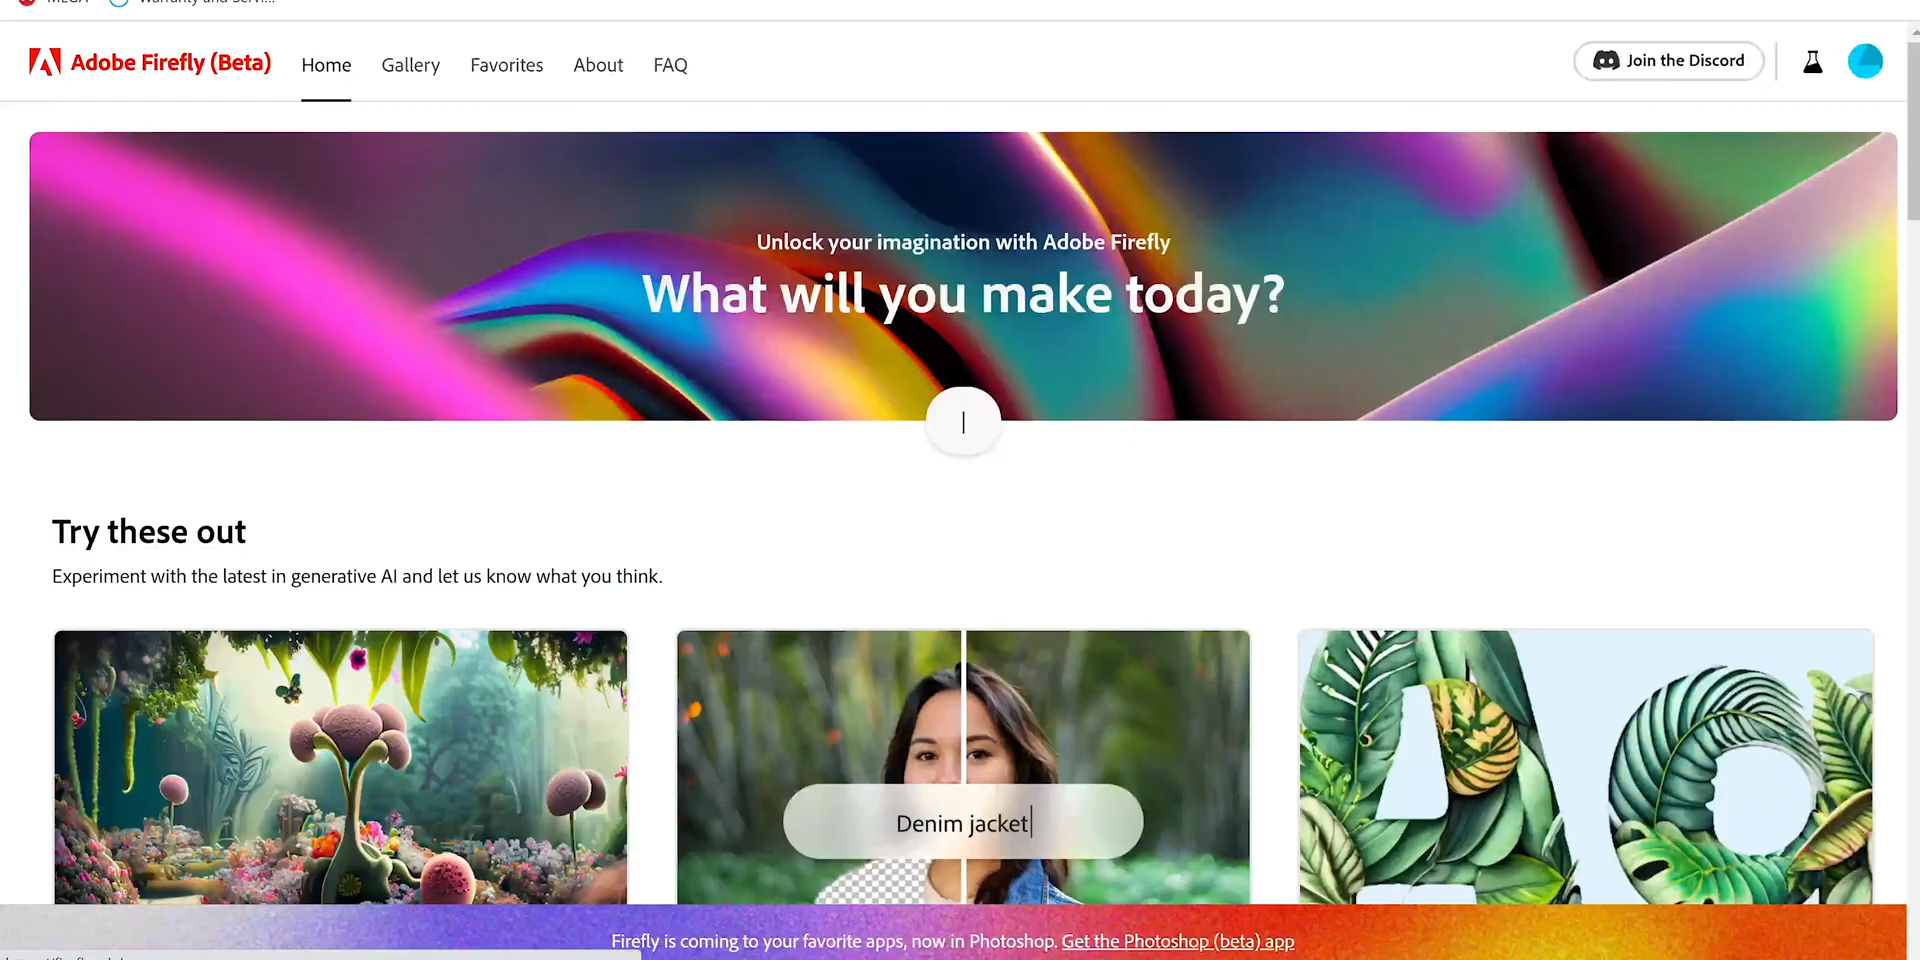 Adobe Firefly (Beta) Home Gallery Favorites About FAQ Join the Discord
Unlock your imagination with Adobe Firefly
What will you make today?
Try these out
Experiment with the latest in generative AI and let us know what you think.
Denim jacket
Firefly is coming to your favorite apps, now in Photoshop. Get the Photoshop (beta) app